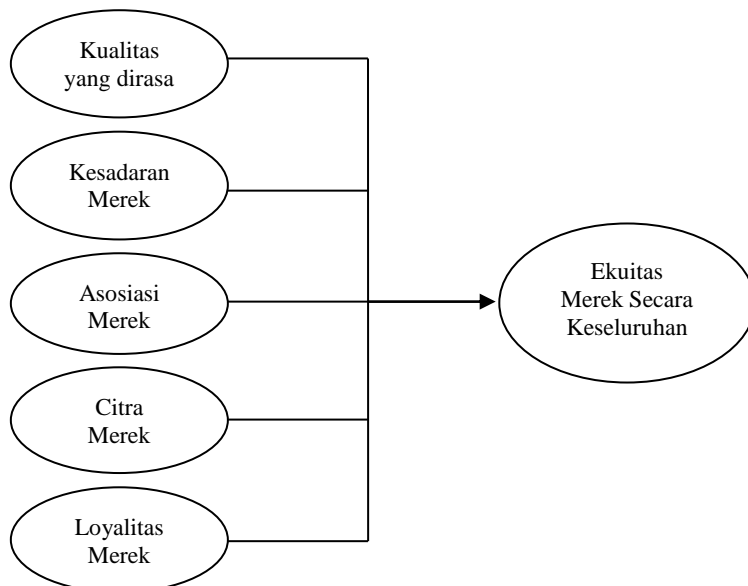 Kualitas
yang dirasa
Kesadaran
Merek
Asosiasi
Merek
Citra
Merek
Loyalitas
Merek
Ekuitas
Merek Secara
Keseluruhan